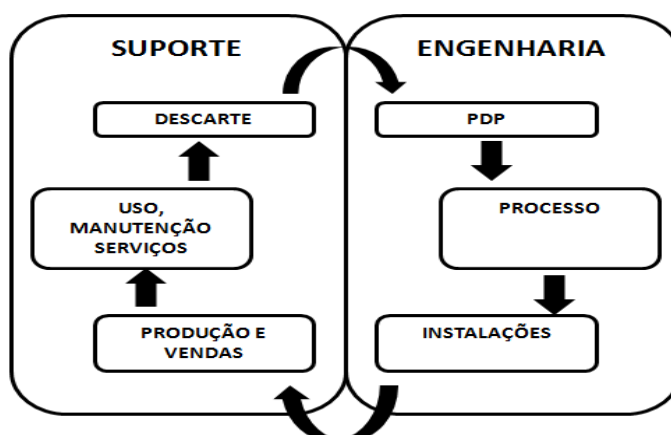 SUPORTE
DESCARTE
USO,
MANUTENÇÃO
SERVIÇOS
PRODUÇÃO E
VENDAS
ENGENHARIA
PDP
PROCESSO
INSTALAÇÕES